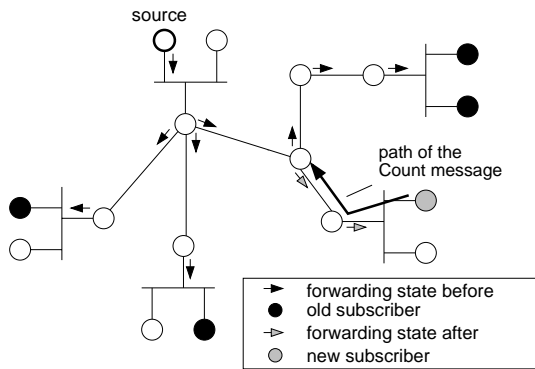 source
path of the
Count message
forwarding state before
old subscriber
forwarding state after
new subscriber